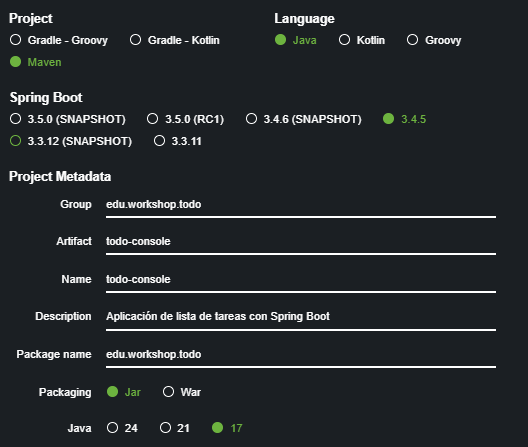 Project
Language
Gradle - Groovy Gradle - Kotlin
Java Kotlin Groovy
Maven
Spring Boot
3.5.0 (SNAPSHOT) 3.5.0 (RC1) 3.4.6 (SNAPSHOT) 3.4.5
3.3.12 (SNAPSHOT) 3.3.11
Project Metadata
Group edu.workshop.todo
Artifact todo-console
Name todo-console
Description Aplicación de lista de tareas con Spring Boot
Package name edu.workshop.todo
Packaging Jar War
Java 24 21 17